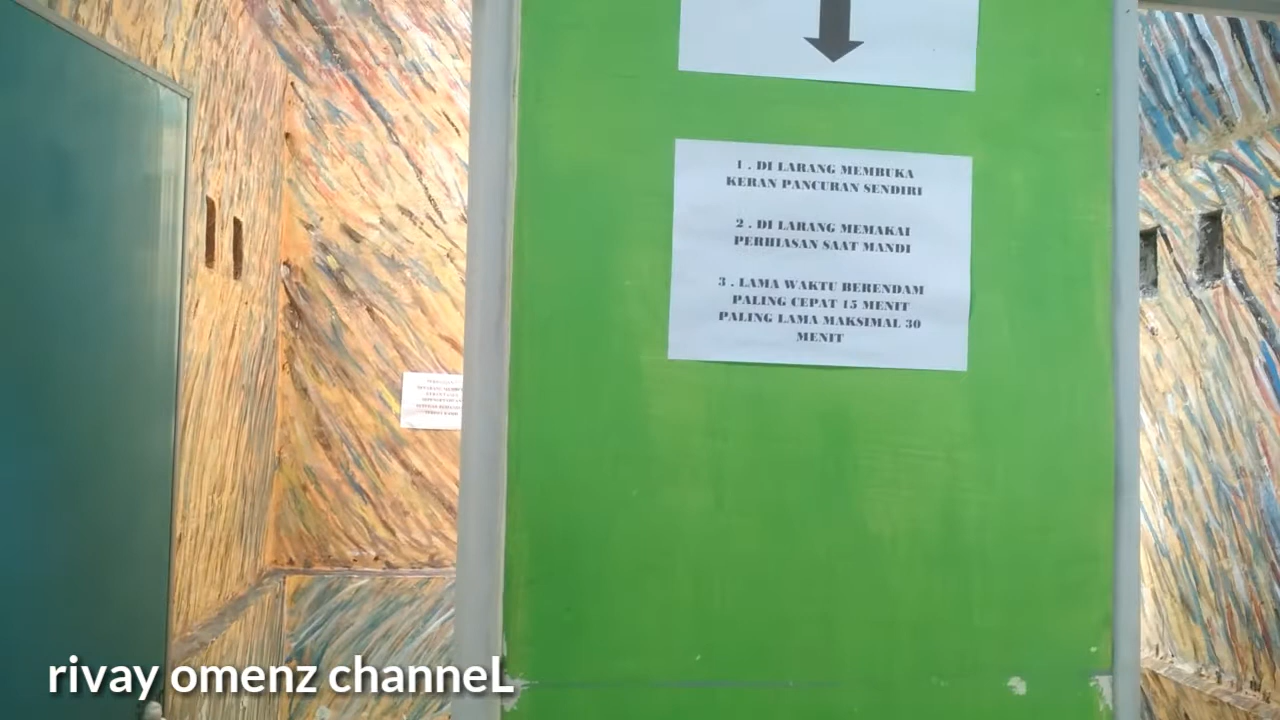 1 . DI LARANG MEMBUKA
KERAN PANCURAN SENDIRI
2 . DI LARANG MEMAKAI
PERHIASAN SAAT MANDI
3 . LAMA WAKTU BERENDAM
PALING CEPAT 15 MENIT
PALING LAMA MAKSIMAL 30
MENIT
rivay omenz channeL